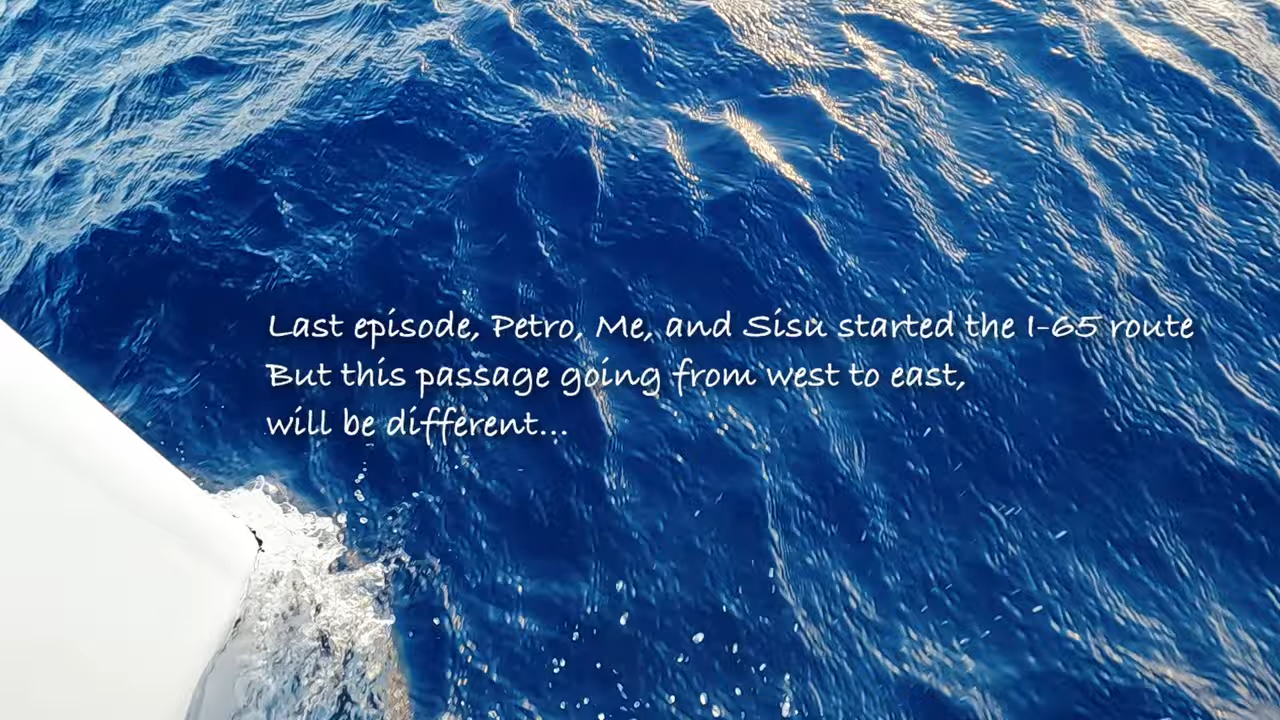 Last episode, Petro, Me, and Sisu started the I-65 route
But this passage going from west to east,
will be different...